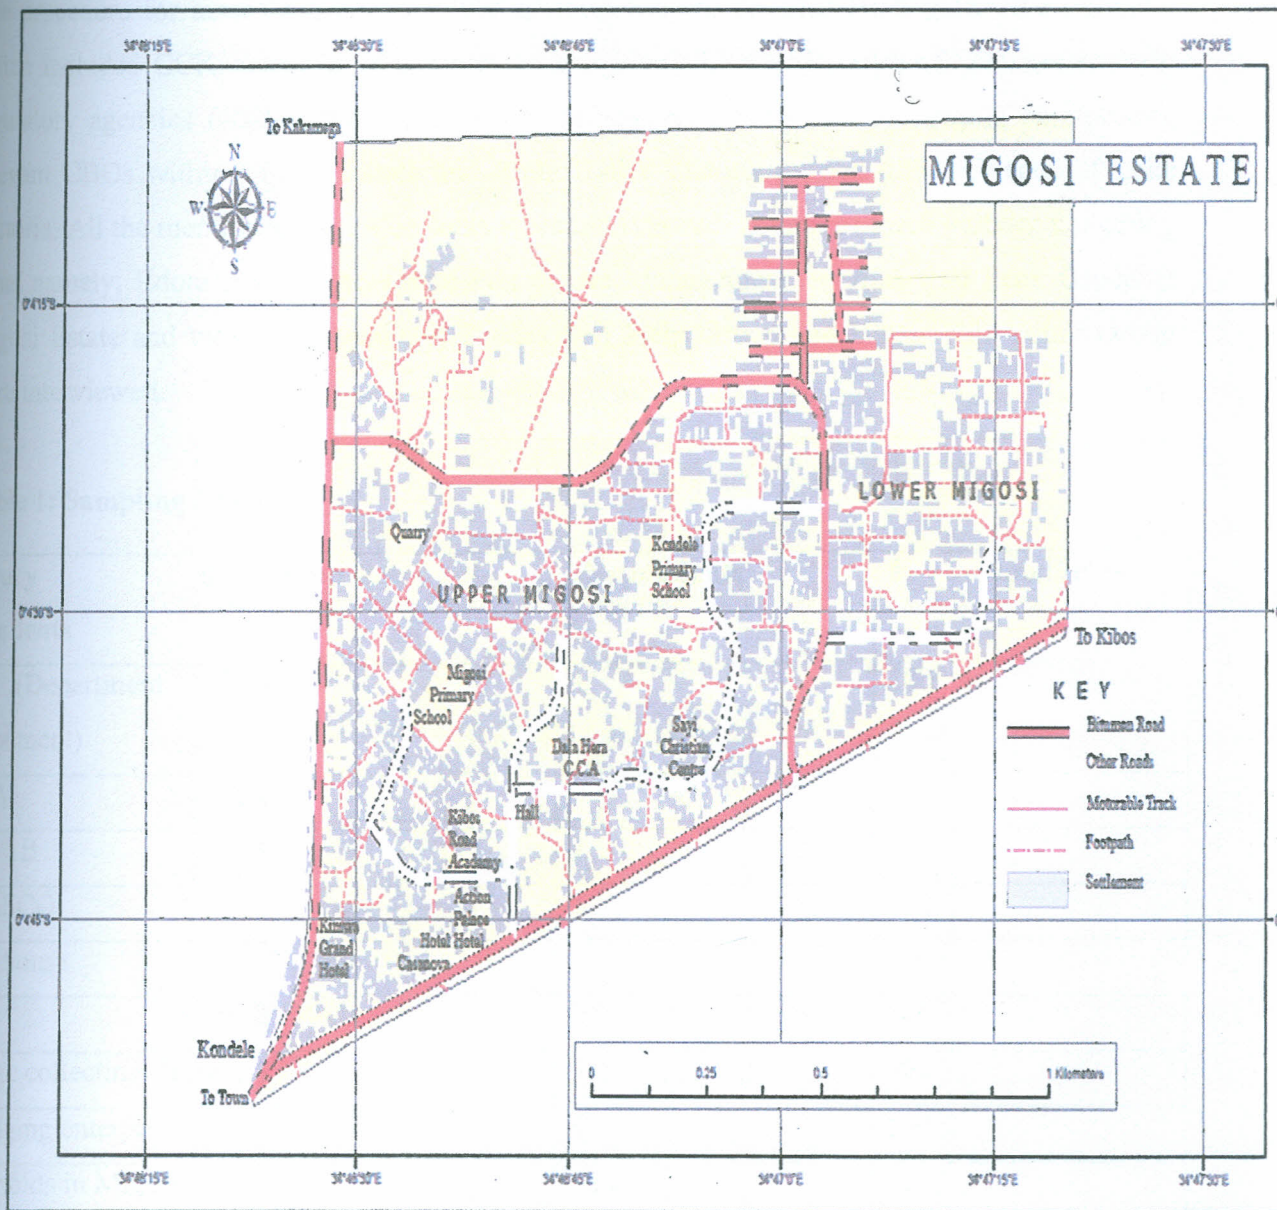 34°46'15"E 34°46'30"E 34°46'45"E 34°47'0"E 34°47'15"E 34°47'30"E
To Kakamega
N
W E
S
MIGOSI ESTATE
0°4'15"S
LOWER MIGOSI
Quarry
Kondele
Primary
School
UPPER MIGOSI
0°4'30"S
To Kibos
Migosi
Primary
School
KEY
Bitumen Road
Other Roads
Motorable Track
Footpath
Settlement
Sayi
Christian
Centre
Dala Hera
C.C.A
Hall
Kibos
Road
Academy
Action
Palace
Hotel Hotel
Casanova
0°4'45"S
Kimwa
Grand
Hotel
Kondele
To Town
0 0.25 0.5 1 Kilometers
34°46'15"E 34°46'30"E 34°46'45"E 34°47'0"E 34°47'15"E 34°47'30"E